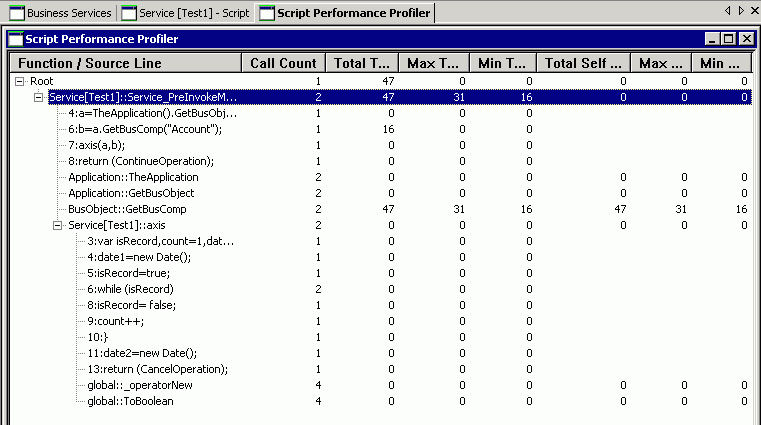 Business Services Service [Test1] - Script Script Performance Profiler
Script Performance Profiler
Function / Source Line Call Count Total T... Max T... Min T... Total Self ... Max ... Min ...
Root 1 47 0 0 0 0 0
Service[Test1]::Service_PreInvokeM... 2 47 31 16 0 0 0
4:a=TheApplication().GetBusObj... 1 0 0 0
6:b=a.GetBusComp("Account"); 1 16 0 0
7:axis(a,b); 1 0 0 0
8:return (ContinueOperation); 1 0 0 0
Application::TheApplication 2 0 0 0 0 0 0
Application::GetBusObject 2 0 0 0 0 0 0
BusObject::GetBusComp 2 47 31 16 47 31 16
Service[Test1]::axis 2 0 0 0 0 0 0
3:var isRecord,count=1,dat... 1 0 0 0
4:date1=new Date(); 1 0 0 0
5:isRecord=true; 1 0 0 0
6:while (isRecord) 2 0 0 0
8:isRecord= false; 1 0 0 0
9:count++; 1 0 0 0
10:} 1 0 0 0
11:date2=new Date(); 1 0 0 0
13:return (CancelOperation); 1 0 0 0
global::_operatorNew 4 0 0 0 0 0 0
global::ToBoolean 4 0 0 0 0 0 0